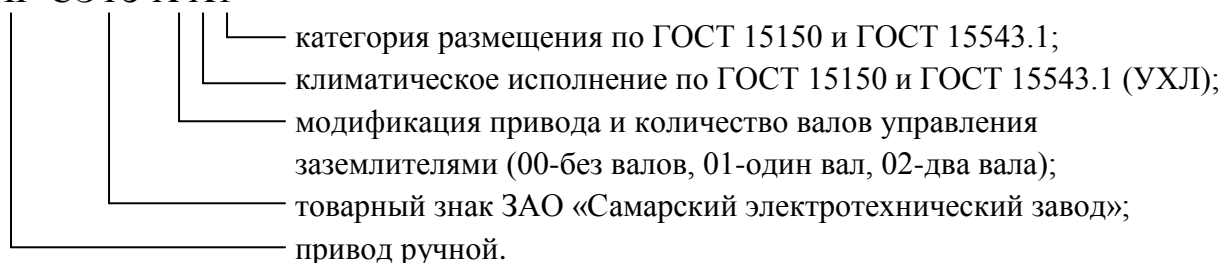 категория размещения по ГОСТ 15150 и ГОСТ 15543.1;
климатическое исполнение по ГОСТ 15150 и ГОСТ 15543.1 (УХЛ);
модификация привода и количество валов управления
заземлителями (00-без валов, 01-один вал, 02-два вала);
товарный знак ЗАО «Самарский электротехнический завод»;
привод ручной.